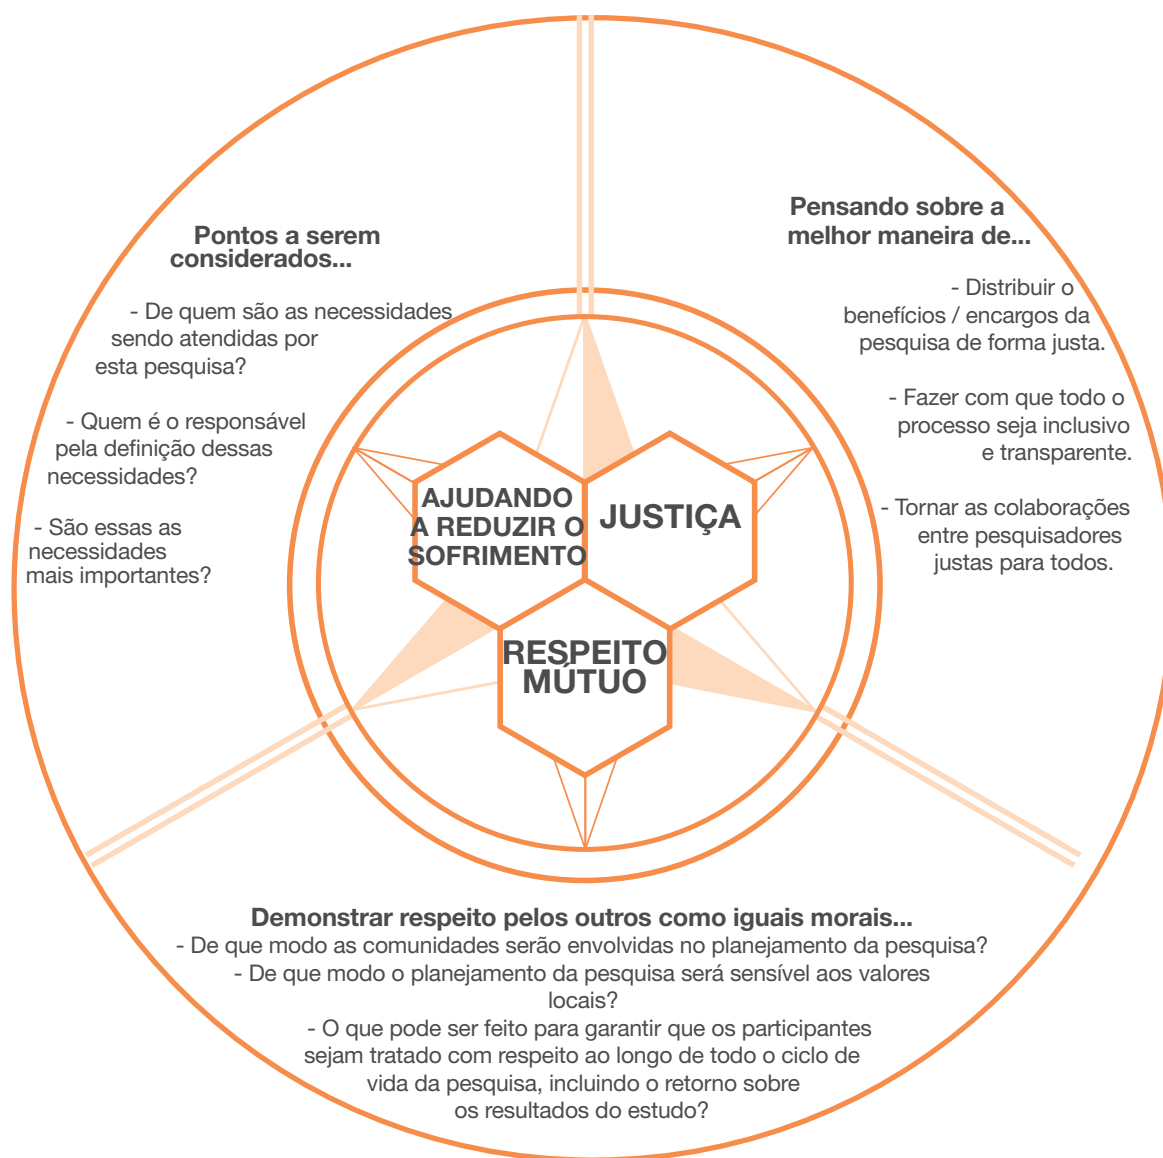 Pontos a serem
considerados...
- De quem são as necessidades
sendo atendidas por
esta pesquisa?
- Quem é o responsável
pela definição dessas
necessidades?
- São essas as
necessidades
mais importantes?
Pensando sobre a
melhor maneira de...
- Distribuir o
benefícios / encargos da
pesquisa de forma justa.
- Fazer com que todo o
processo seja inclusivo
e transparente.
- Tornar as colaborações
entre pesquisadores
justas para todos.
AJUDANDO
A REDUZIR O
SOFRIMENTO
JUSTIÇA
RESPEITO
MÚTUO
Demonstrar respeito pelos outros como iguais morais...
- De que modo as comunidades serão envolvidas no planejamento da pesquisa?
- De que modo o planejamento da pesquisa será sensível aos valores
locais?
- O que pode ser feito para garantir que os participantes
sejam tratado com respeito ao longo de todo o ciclo de
vida da pesquisa, incluindo o retorno sobre
os resultados do estudo?